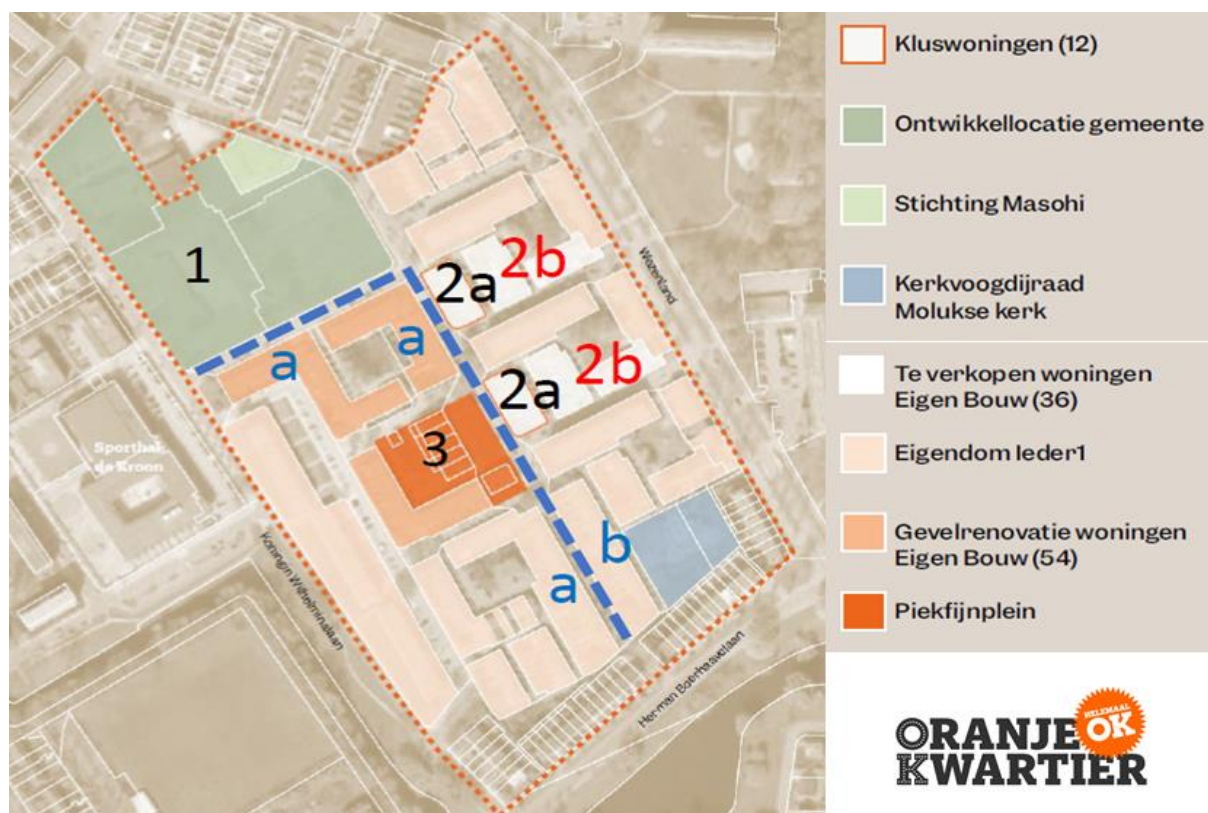 1
2a
2b
a
a
2a
2b
3
b
a
Wezenland
Sporthal
de Kroon
Koningin Wilhelminalaan
Herman Boerhaavelaan
Kluswoningen (12)
Ontwikkellocatie gemeente
Stichting Masohi
Kerkvoogdijraad
Molukse kerk
Te verkopen woningen
Eigen Bouw (36)
Eigendom Ieder1
Gevelrenovatie woningen
Eigen Bouw (54)
Piekfijnplein
HELEMAAL
OK
ORANJE
KWARTIER